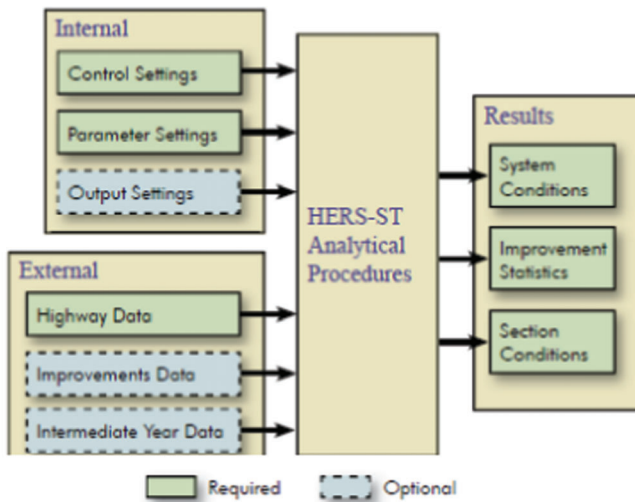 Internal
Control Settings
Parameter Settings
Output Settings
External
Highway Data
Improvements Data
Intermediate Year Data
HERS-ST
Analytical
Procedures
Results
System
Conditions
Improvement
Statistics
Section
Conditions
Required
Optional